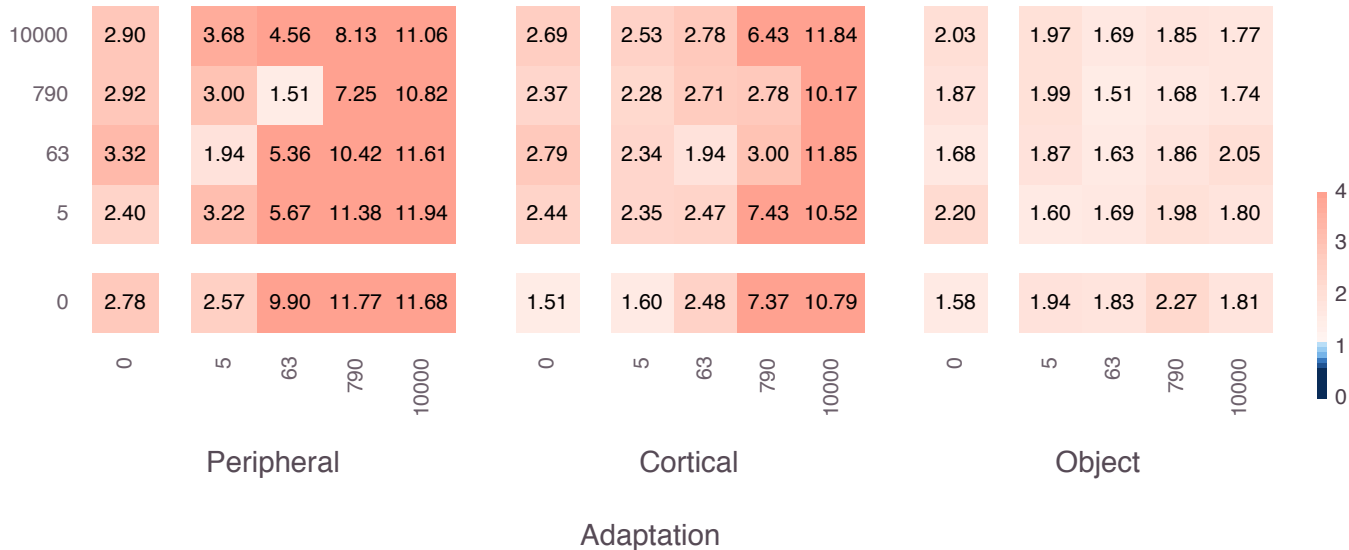 10000 2.90 3.68 4.56 8.13 11.06 2.69 2.53 2.78 6.43 11.84 2.03 1.97 1.69 1.85 1.77
790 2.92 3.00 1.51 7.25 10.82 2.37 2.28 2.71 2.78 10.17 1.87 1.99 1.51 1.68 1.74
63 3.32 1.94 5.36 10.42 11.61 2.79 2.34 1.94 3.00 11.85 1.68 1.87 1.63 1.86 2.05
5 2.40 3.22 5.67 11.38 11.94 2.44 2.35 2.47 7.43 10.52 2.20 1.60 1.69 1.98 1.80
0 2.78 2.57 9.90 11.77 11.68 1.51 1.60 2.48 7.37 10.79 1.58 1.94 1.83 2.27 1.81
0 5 63 790 10000 0 5 63 790 10000 0 5 63 790 10000
4
3
2
1
0
Peripheral Cortical Object
Adaptation